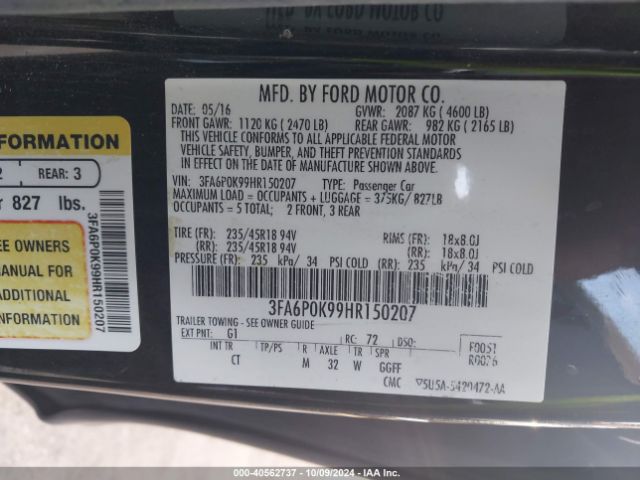 MFD. BY FORD MOTOR CO.
DATE: 05/16 GVWR: 2087 KG ( 4600 LB)
FRONT GAWR: 1120 KG ( 2470 LB) REAR GAWR: 982 KG ( 2165 LB)
THIS VEHICLE CONFORMS TO ALL APPLICABLE FEDERAL MOTOR
VEHICLE SAFETY, BUMPER, AND THEFT PREVENTION STANDARDS
IN EFFECT ON THE DATE OF MANUFACTURE SHOWN ABOVE.
VIN: 3FA6P0K99HR150207 TYPE: Passenger Car
MAXIMUM LOAD = OCCUPANTS + LUGGAGE = 375KG/ 827LB
OCCUPANTS = 5 TOTAL; 2 FRONT, 3 REAR
TIRE (FR): 235/45R18 94V RIMS (FR): 18x8.0J
(RR): 235/45R18 94V (RR): 18x8.0J
PRESSURE (FR): 235 kPa/ 34 PSI COLD (RR): 235 kPa/ 34 PSI COLD
3FA6P0K99HR150207
TRAILER TOWING - SEE OWNER GUIDE
EXT PNT: G1 RC: 72 DSO: F0051
R0026
INT TR TP/PS R AXLE TR SPR
CT M 32 W GGFF
CMC 5U5A-5420472-AA
FORMATION
2 REAR: 3
827 lbs.
3FA6P0K99HR150207
EE OWNERS
MANUAL FOR
ADDITIONAL
INFORMATION
000-40562737 - 10/09/2024 - IAA Inc.